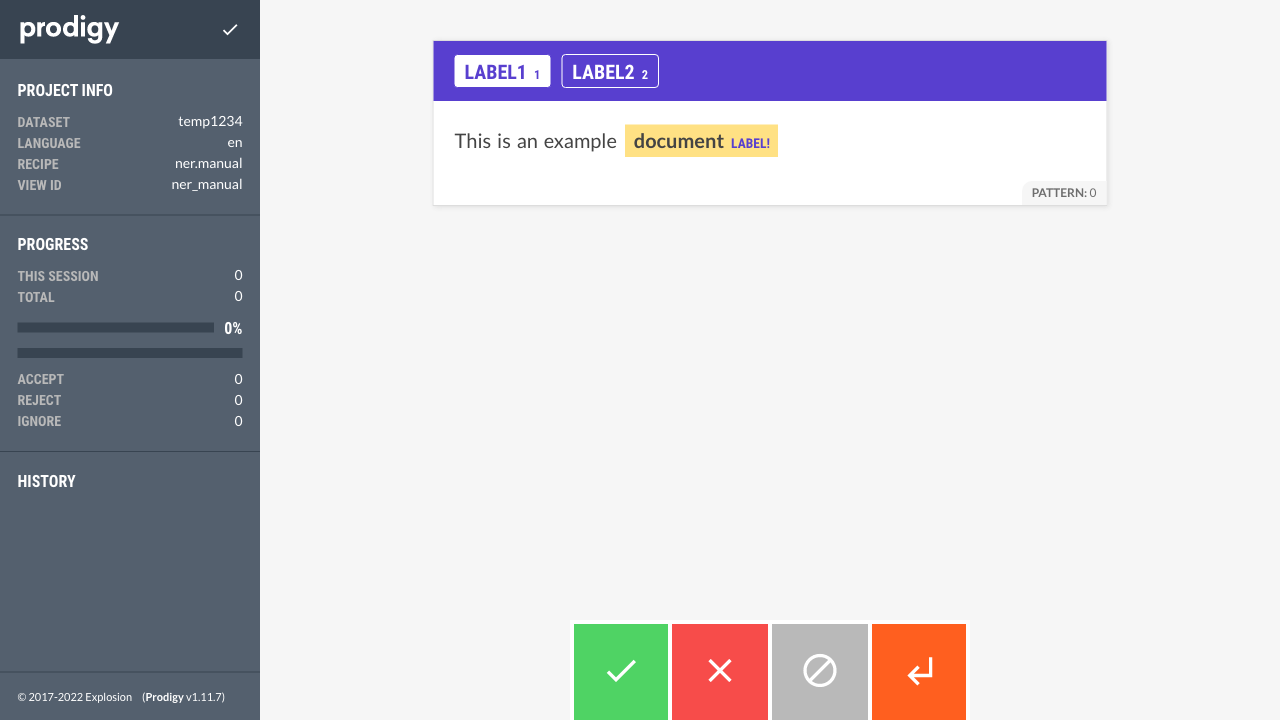 prodigy
PROJECT INFO
DATASET temp1234
LANGUAGE en
RECIPE ner.manual
VIEW ID ner_manual
PROGRESS
THIS SESSION 0
TOTAL 0
0%
ACCEPT 0
REJECT 0
IGNORE 0
HISTORY
© 2017-2022 Explosion (Prodigy v1.11.7)
LABEL1 1 LABEL2 2
This is an example document LABEL!
PATTERN: 0